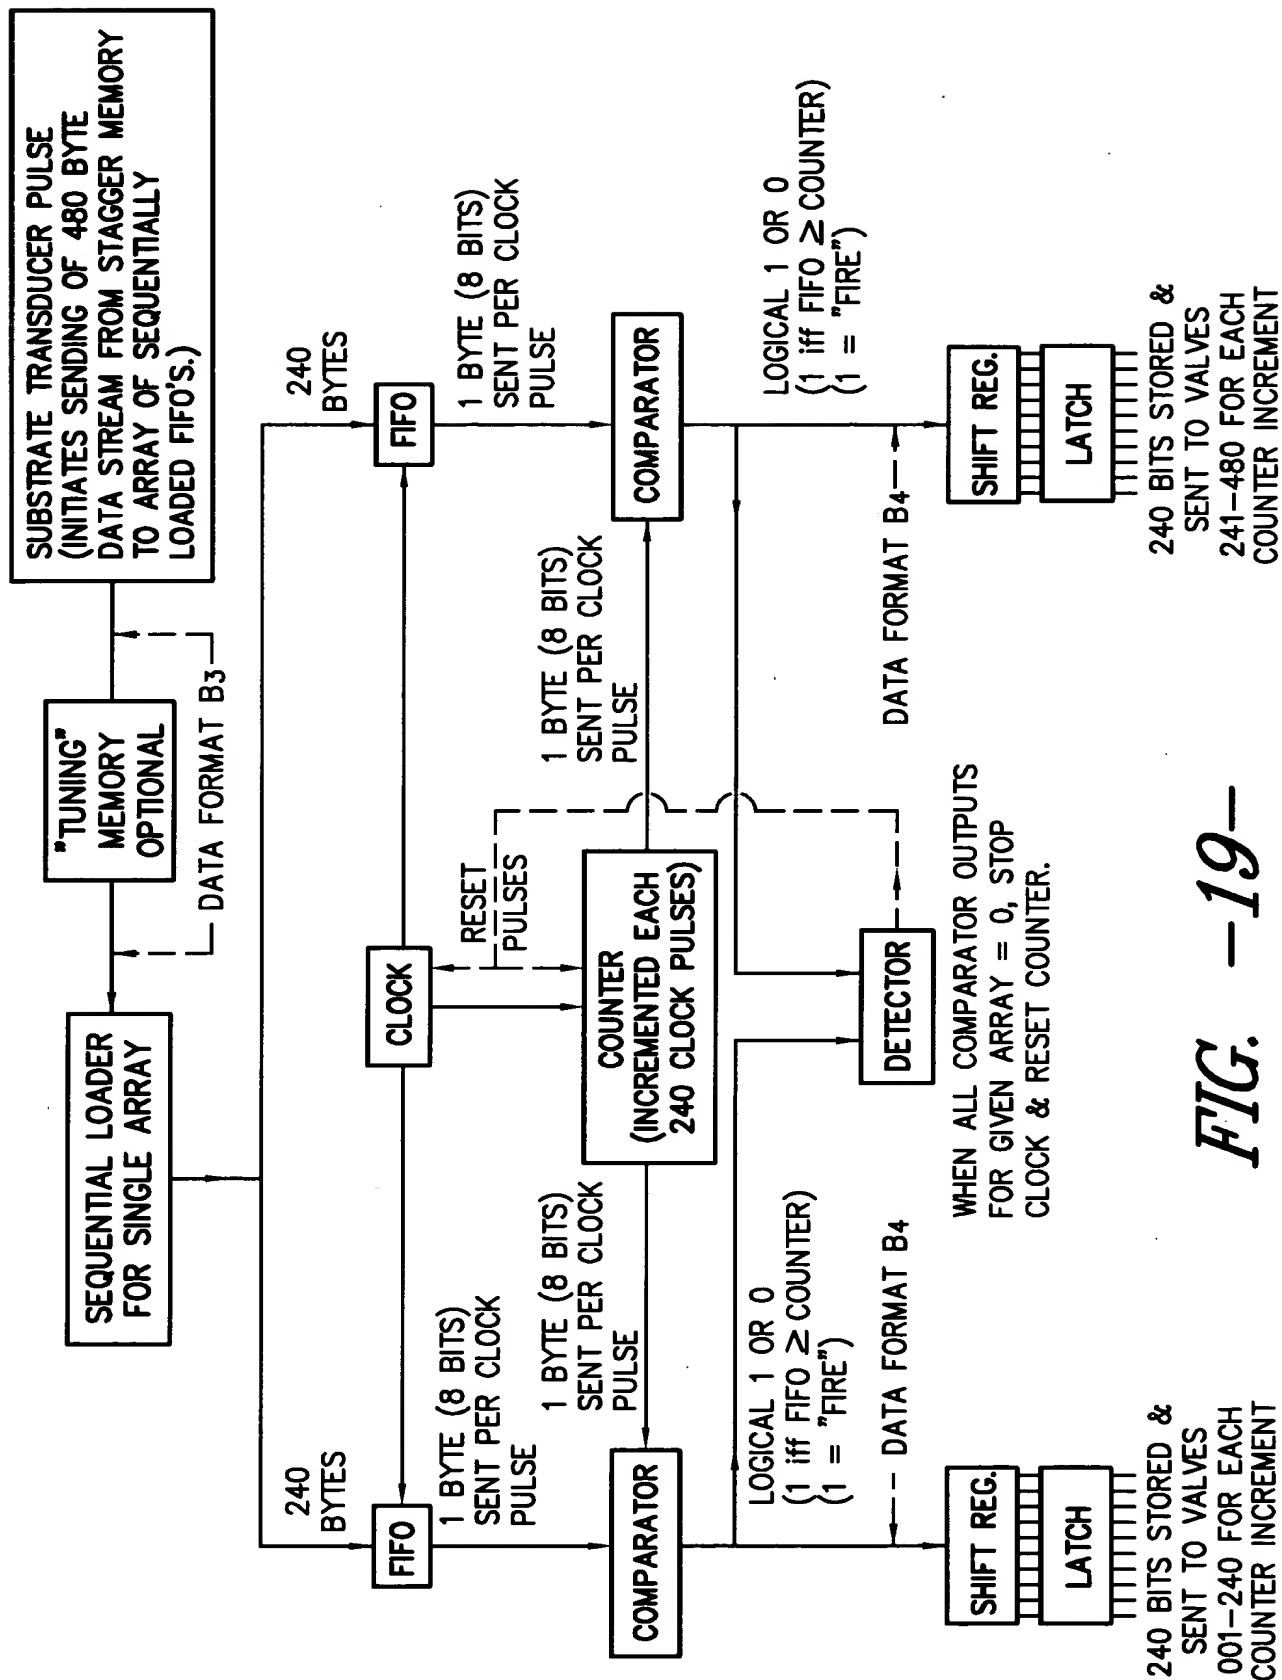 SUBSTRATE TRANSDUCER PULSE
(INITIATES SENDING OF 480 BYTE
DATA STREAM FROM STAGGER MEMORY
TO ARRAY OF SEQUENTIALLY
LOADED FIFO'S.)
"TUNING"
MEMORY
OPTIONAL
DATA FORMAT B3
SEQUENTIAL LOADER
FOR SINGLE ARRAY
240
BYTES
240
BYTES
FIFO
CLOCK
FIFO
1 BYTE (8 BITS)
SENT PER CLOCK
PULSE
RESET
PULSES
1 BYTE (8 BITS)
SENT PER CLOCK
PULSE
1 BYTE (8 BITS)
SENT PER CLOCK
PULSE
COUNTER
(INCREMENTED EACH
240 CLOCK PULSES)
1 BYTE (8 BITS)
SENT PER CLOCK
PULSE
COMPARATOR
COMPARATOR
LOGICAL 1 OR 0
(1 iff FIFO ≥ COUNTER)
(1 = "FIRE")
LOGICAL 1 OR 0
(1 iff FIFO ≥ COUNTER)
(1 = "FIRE")
DETECTOR
DATA FORMAT B4
DATA FORMAT B4
WHEN ALL COMPARATOR OUTPUTS
FOR GIVEN ARRAY = 0, STOP
CLOCK & RESET COUNTER.
SHIFT REG.
LATCH
SHIFT REG.
LATCH
240 BITS STORED &
SENT TO VALVES
001-240 FOR EACH
COUNTER INCREMENT
240 BITS STORED &
SENT TO VALVES
241-480 FOR EACH
COUNTER INCREMENT
FIG. -19-